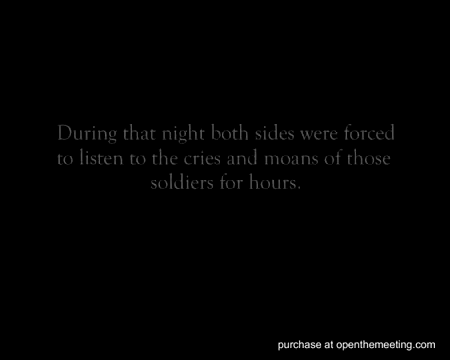 During that night both sides were forced
to listen to the cries and moans of those
soldiers for hours.
purchase at openthemeeting.com